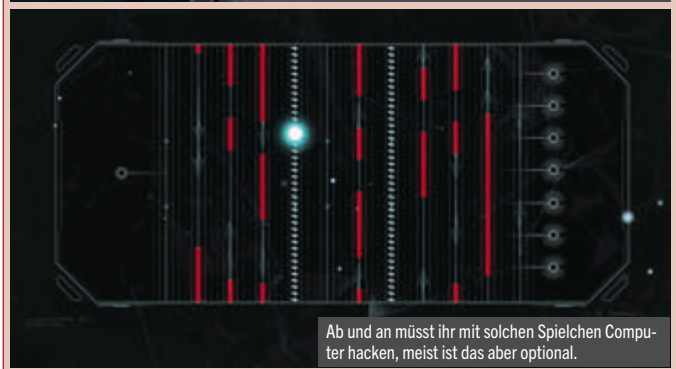 Ab und an müsst ihr mit solchen Spielchen Compu-
ter hacken, meist ist das aber optional.